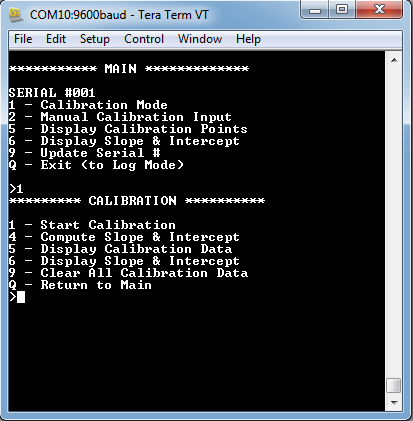 COM10:9600baud - Tera Term VT
File Edit Setup Control Window Help
*********** MAIN *************
SERIAL #001
1 - Calibration Mode
2 - Manual Calibration Input
5 - Display Calibration Points
6 - Display Slope & Intercept
9 - Update Serial #
Q - Exit (to Log Mode)
>1
********* CALIBRATION **********
1 - Start Calibration
4 - Compute Slope & Intercept
5 - Display Calibration Data
6 - Display Slope & Intercept
9 - Clear All Calibration Data
Q - Return to Main
>